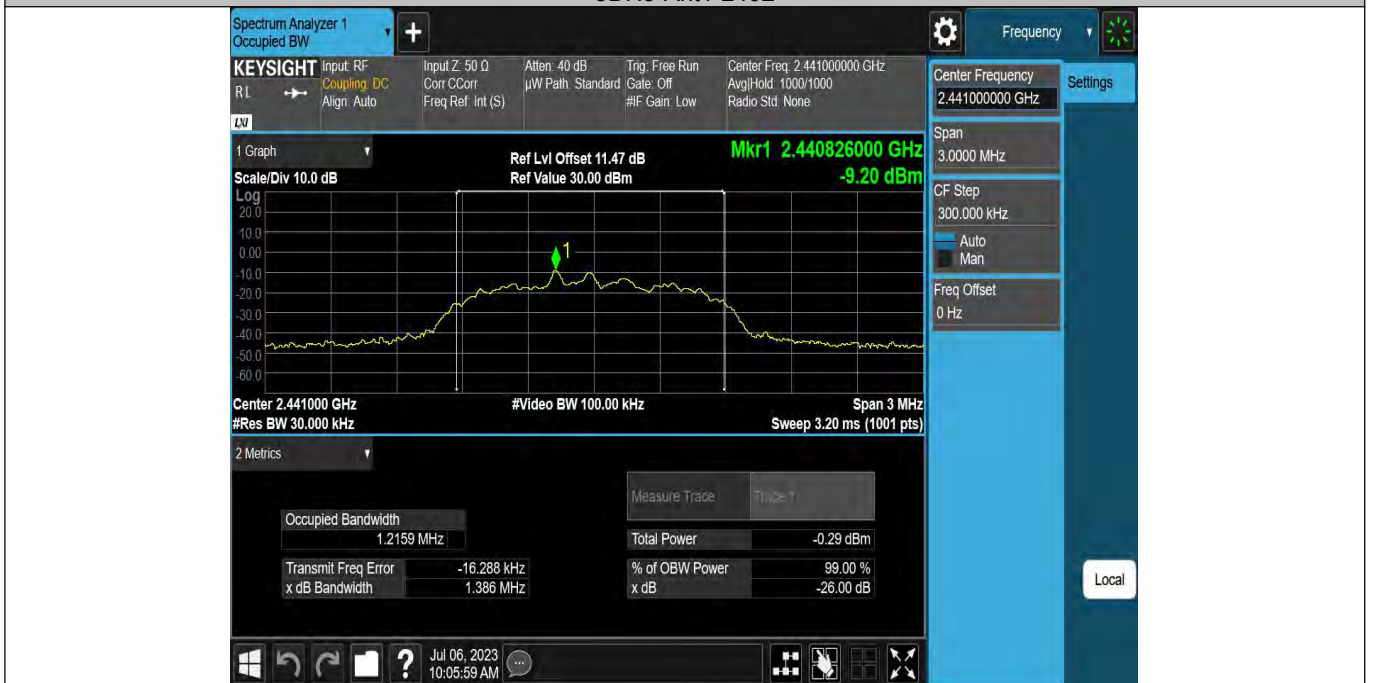 Spectrum Analyzer 1
Occupied BW
Frequency
KEYSIGHT
RL
LXI
Input: RF
Coupling: DC
Align: Auto
Input Z: 50 Ω
Corr CCorr
Freq Ref: Int (S)
Atten: 40 dB
µW Path: Standard
Trig: Free Run
Gate: Off
#IF Gain: Low
Center Freq: 2.441000000 GHz
Avg|Hold: 1000/1000
Radio Std: None
Center Frequency
2.441000000 GHz
Settings
Span
3.0000 MHz
CF Step
300.000 kHz
Auto
Man
Freq Offset
0 Hz
Local
1 Graph
Scale/Div 10.0 dB
Ref Lvl Offset 11.47 dB
Ref Value 30.00 dBm
Mkr1 2.440826000 GHz
-9.20 dBm
Log
20.0
10.0
0.00
-10.0
-20.0
-30.0
-40.0
-50.0
-60.0
1
Center 2.441000 GHz
#Video BW 100.00 kHz
Span 3 MHz
#Res BW 30.000 kHz
Sweep 3.20 ms (1001 pts)
2 Metrics
Measure Trace
Trace 1
Occupied Bandwidth
1.2159 MHz
Total Power
-0.29 dBm
Transmit Freq Error
-16.288 kHz
% of OBW Power
99.00 %
x dB Bandwidth
1.386 MHz
x dB
-26.00 dB
Jul 06, 2023
10:05:59 AM